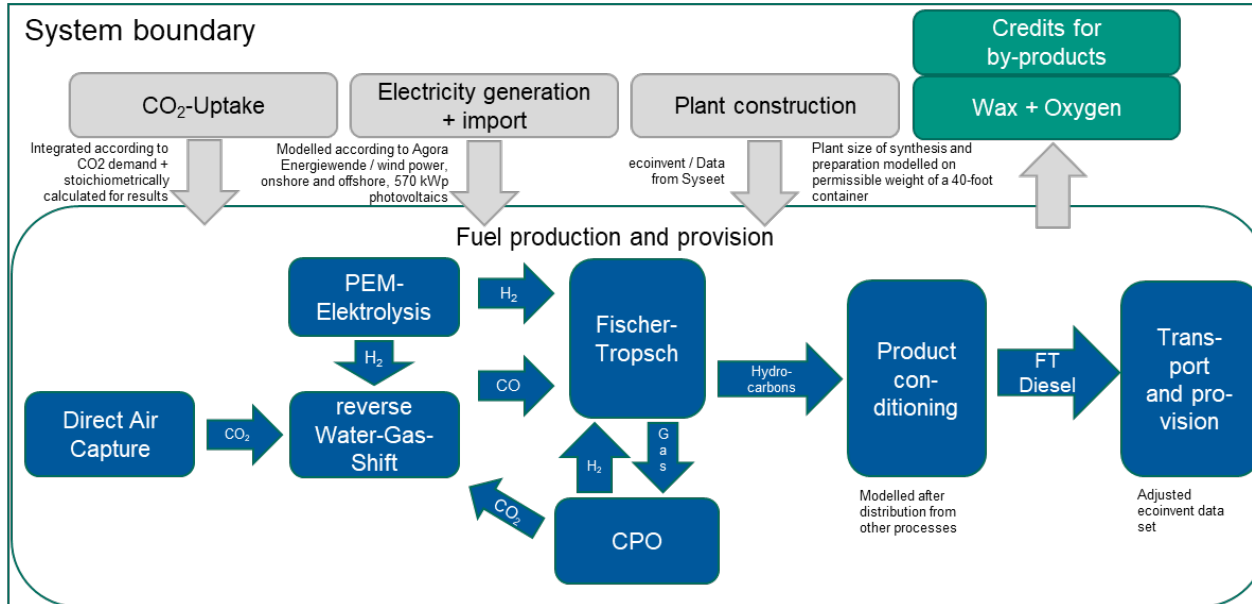 System boundary
Credits for
by-products
CO₂-Uptake
Electricity generation
+ import
Plant construction
Wax + Oxygen
Integrated according to
CO2 demand +
stoichiometrically
calculated for results
Modelled according to Agora
Energiewende / wind power,
onshore and offshore, 570 kWp
photovoltaics
ecoinvent / Data
from Syseet
Plant size of synthesis and
preparation modelled on
permissible weight of a 40-foot
container
Fuel production and provision
PEM-
Elektrolysis
H₂
Fischer-
Tropsch
H₂
CO
Direct Air
Capture
CO₂
reverse
Water-Gas-
Shift
Hydro-
carbons
Product
con-
ditioning
FT
Diesel
Trans-
port
and pro-
vision
H₂
G
a
s
CO₂
CPO
Modelled after
distribution from
other processes
Adjusted
ecoinvent data
set